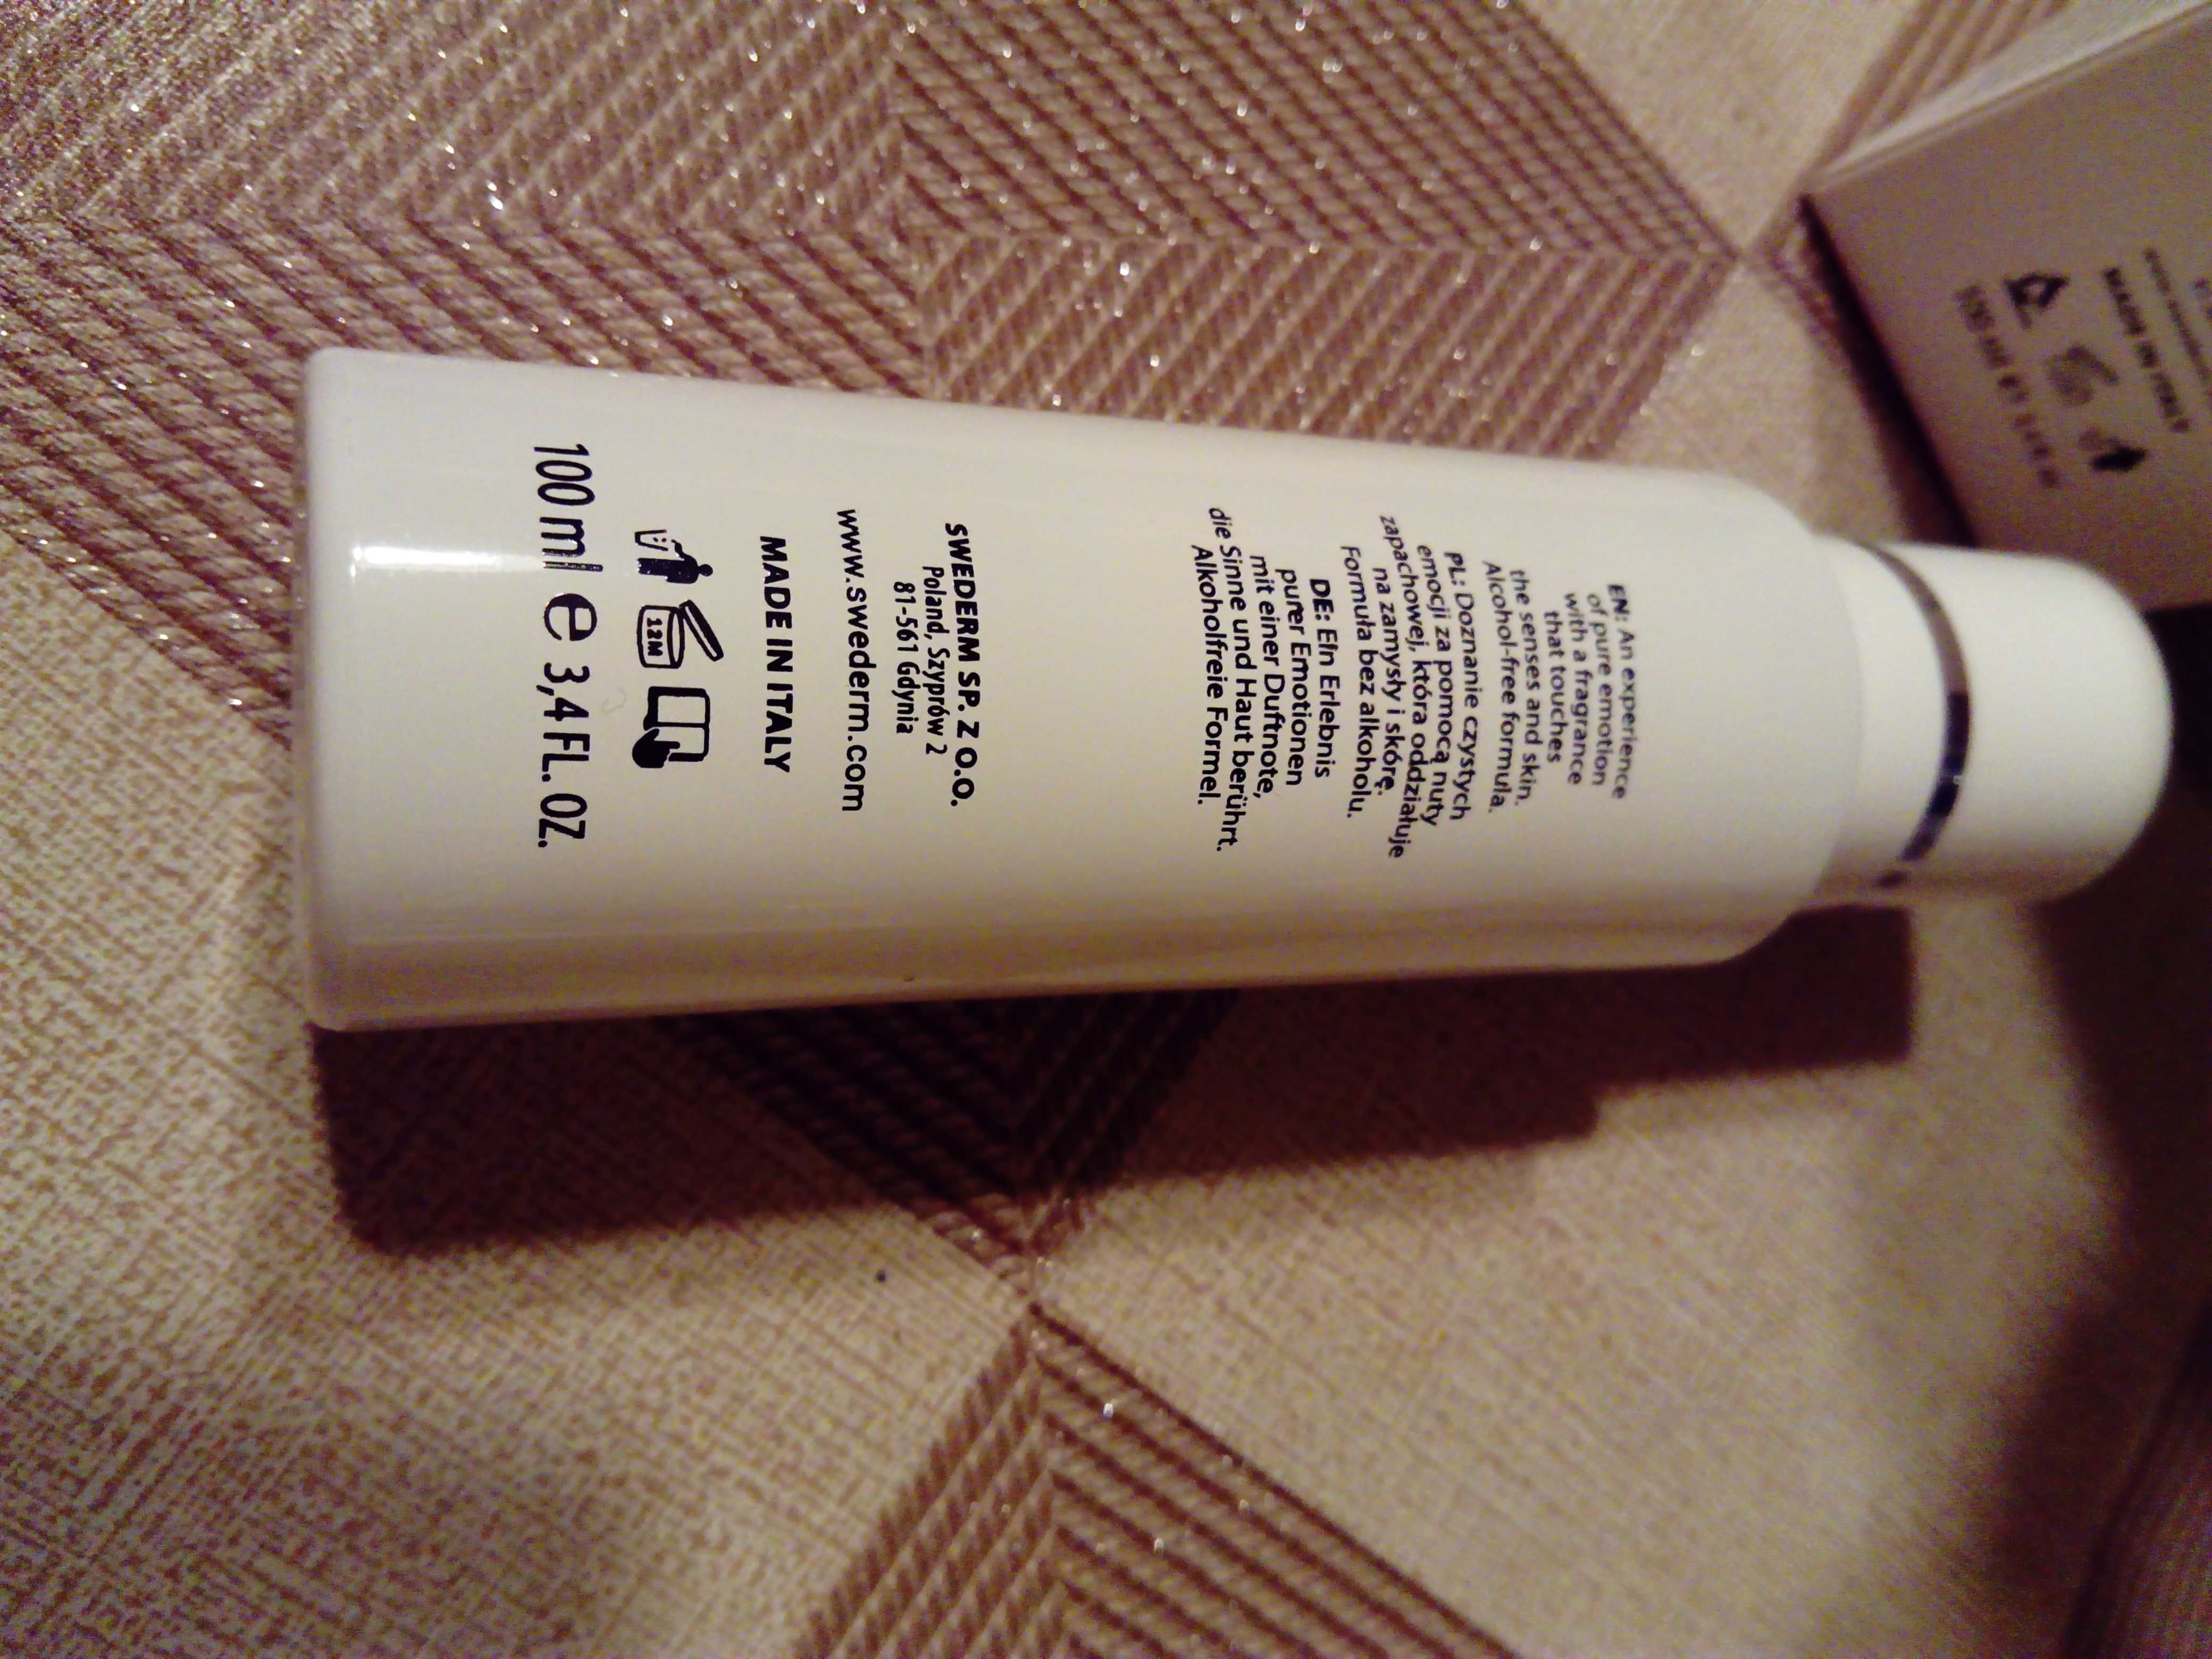 EN: An experience
of pure emotion
with a fragrance
that touches
the senses and skin.
Alcohol-free formula.
PL: Doznanie czystych
emocji za pomocą nuty
zapachowej, która oddziałuje
na zamysły i skórę.
Formuła bez alkoholu.
DE: EIn Erlebnis
purer Emotionen
mit einer Duftnote,
die Sinne und Haut berührt.
Alkoholfreie Formel.
SWEDERM SP. Z O.O.
Poland, Szyprów 2
81-561 Gdynia
www.swederm.com
MADE IN ITALY
12M
100 ml e 3,4 FL. OZ.
MADE IN ITALY